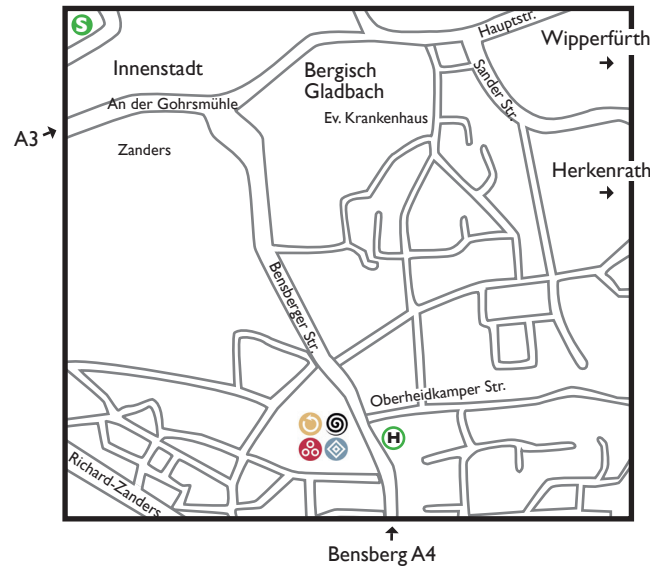 S
Hauptstr.
Wipperfürth
Innenstadt
Bergisch
Gladbach
Sander Str.
An der Gohrsmühle
Ev. Krankenhaus
A3
Zanders
Herkenrath
Bensberger Str.
Oberheidkamper Str.
H
Richard-Zanders
Bensberg A4